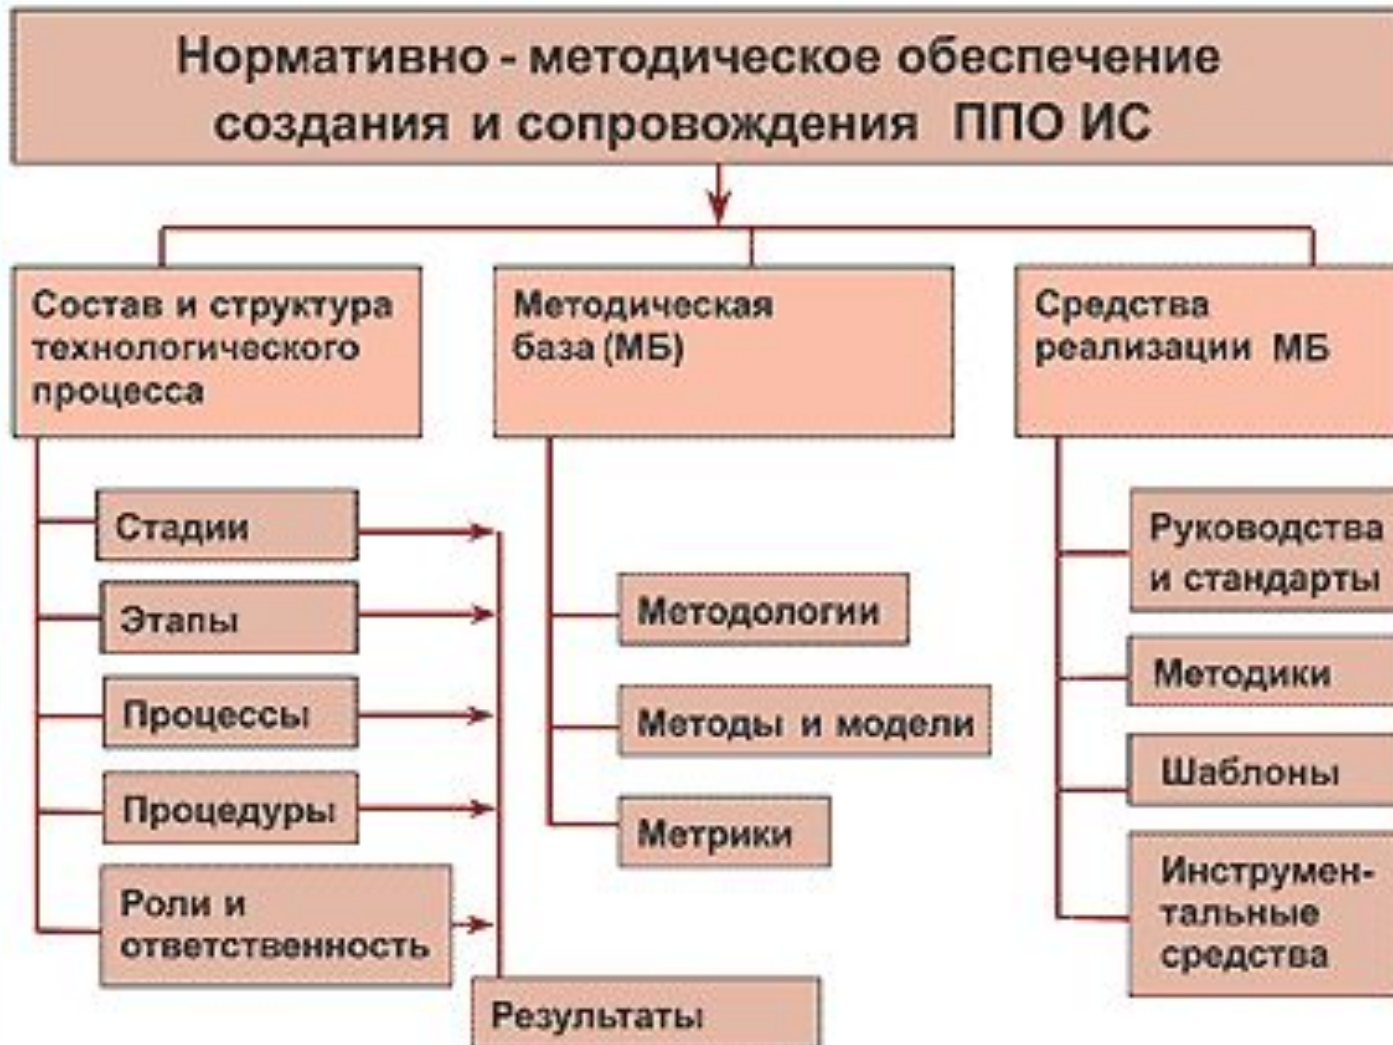 Нормативно - методическое обеспечение
создания и сопровождения ППО ИС
Состав и структура
технологического
процесса
Стадии
Этапы
Процессы
Процедуры
Роли и
ответственность
Результаты
Методическая
база (МБ)
Методологии
Методы и модели
Метрики
Средства
реализации МБ
Руководства
и стандарты
Методики
Шаблоны
Инструмен-
тальные
средства